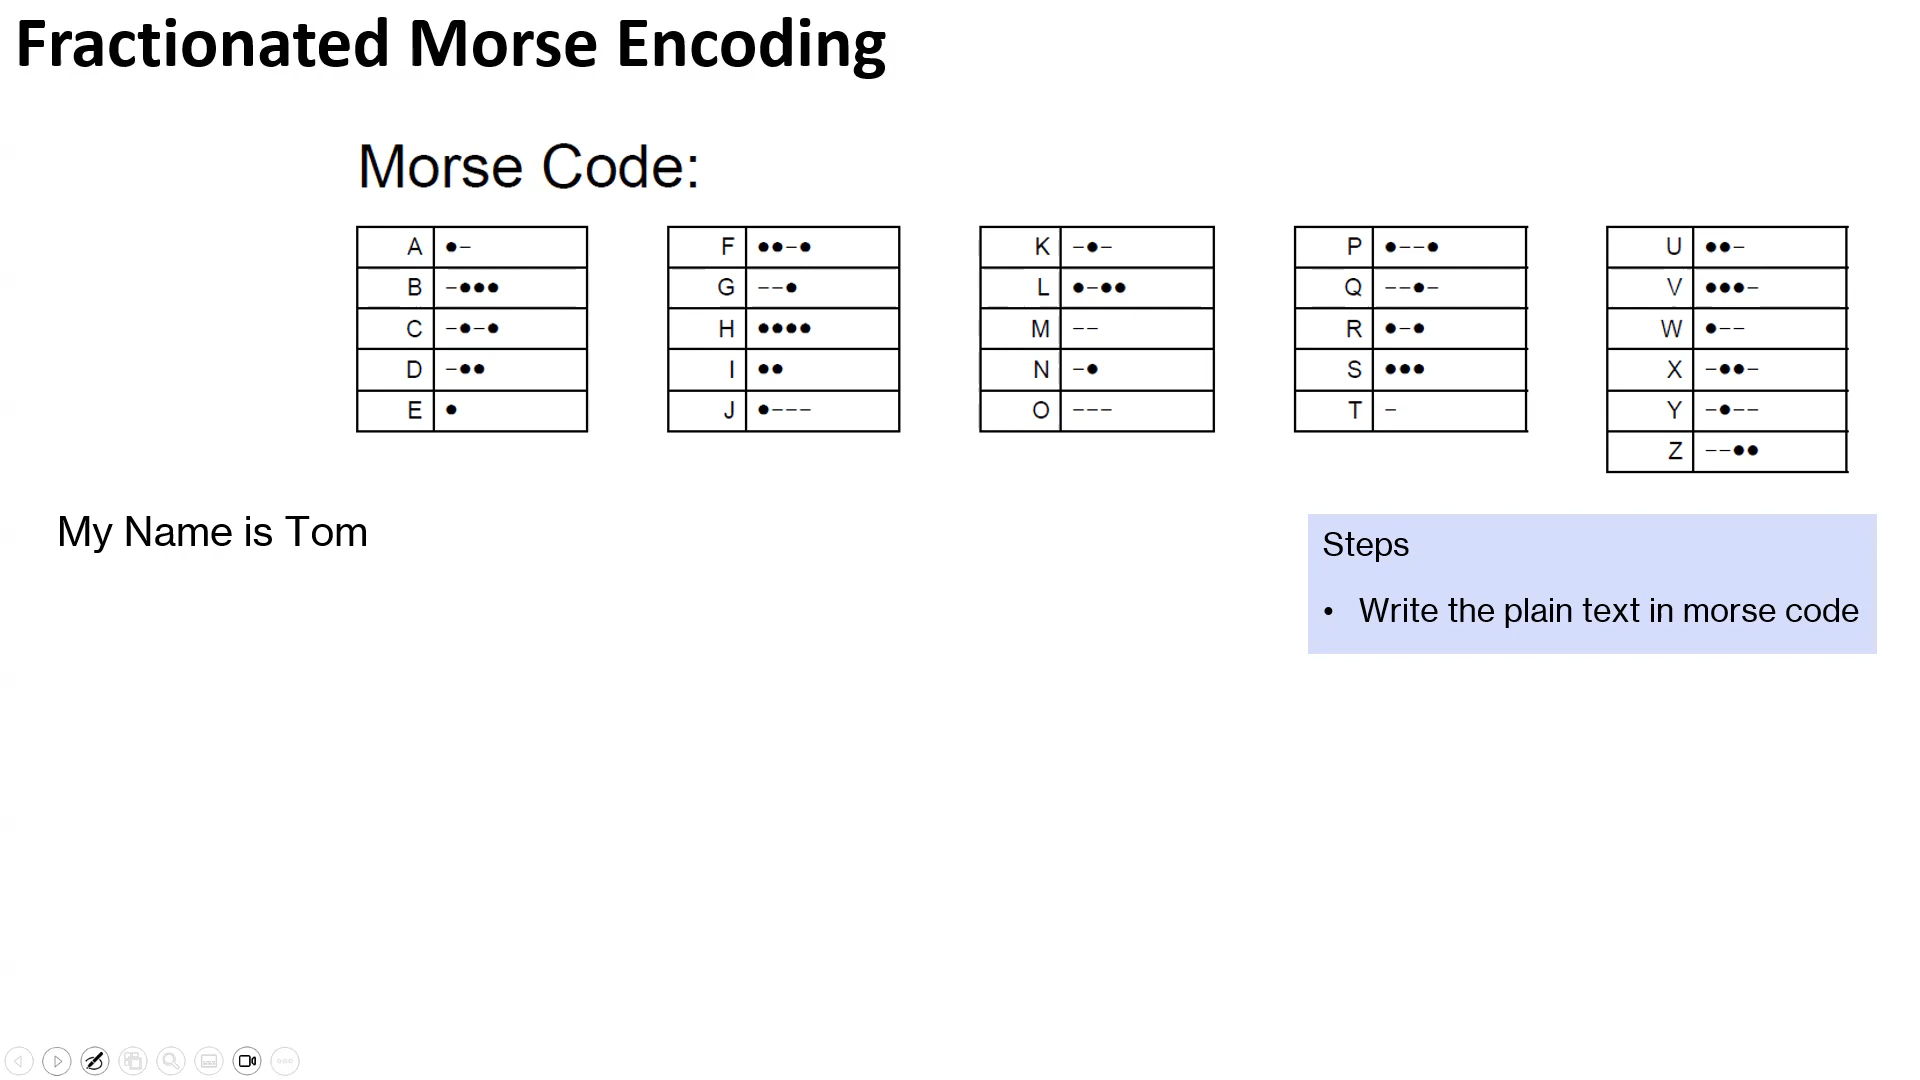 Fractionated Morse Encoding
Morse Code:
A ●–
B –●●●
C –●–●
D –●●
E ●
F ●●–●
G ––●
H ●●●●
I ●●
J ●–––
K –●–
L ●–●●
M ––
N –●
O –––
P ●––●
Q ––●–
R ●–●
S ●●●
T –
U ●●–
V ●●●–
W ●––
X –●●–
Y –●––
Z ––●●
My Name is Tom
Steps
• Write the plain text in morse code